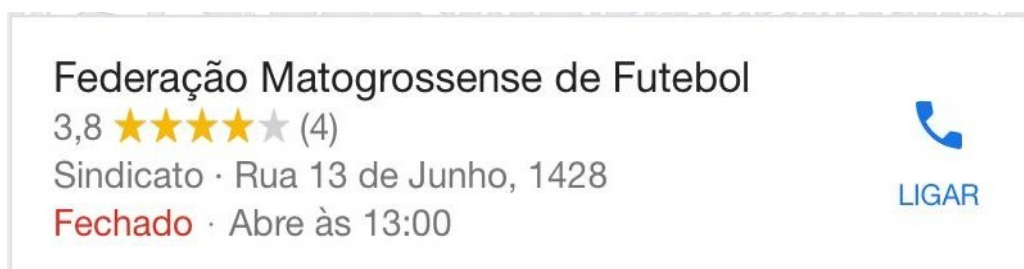 Federação Matogrossense de Futebol
3,8 ★★★★★ (4)
Sindicato · Rua 13 de Junho, 1428
Fechado · Abre às 13:00
LIGAR